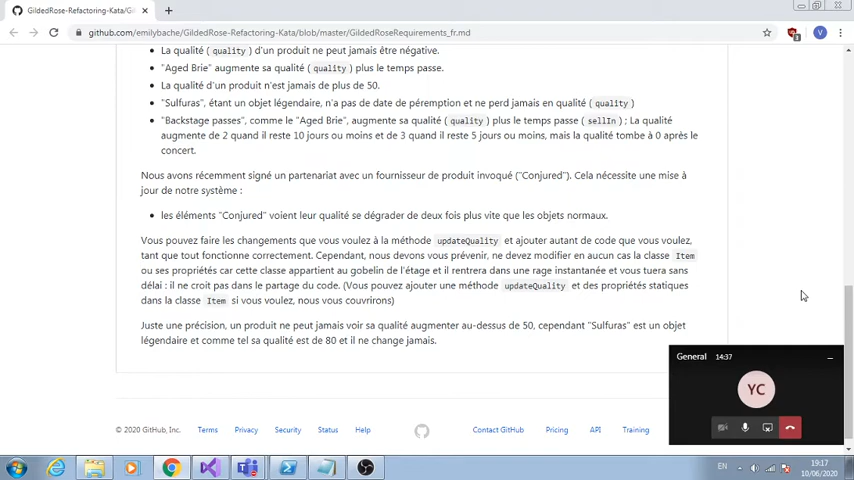 GildedRose-Refactoring-Kata/Gil
github.com/emilybache/GildedRose-Refactoring-Kata/blob/master/GildedRoseRequirements_fr.md
V
La qualité ( quality ) d'un produit ne peut jamais être négative.
"Aged Brie" augmente sa qualité ( quality ) plus le temps passe.
La qualité d'un produit n'est jamais de plus de 50.
"Sulfuras", étant un objet légendaire, n'a pas de date de péremption et ne perd jamais en qualité ( quality )
"Backstage passes", comme le "Aged Brie", augmente sa qualité ( quality ) plus le temps passe ( sellIn ) ; La qualité
augmente de 2 quand il reste 10 jours ou moins et de 3 quand il reste 5 jours ou moins, mais la qualité tombe à 0 après le
concert.
Nous avons récemment signé un partenariat avec un fournisseur de produit invoqué ("Conjured"). Cela nécessite une mise à
jour de notre système :
les éléments "Conjured" voient leur qualité se dégrader de deux fois plus vite que les objets normaux.
Vous pouvez faire les changements que vous voulez à la méthode updateQuality et ajouter autant de code que vous voulez,
tant que tout fonctionne correctement. Cependant, nous devons vous prévenir, ne devez modifier en aucun cas la classe Item
ou ses propriétés car cette classe appartient au gobelin de l'étage et il rentrera dans une rage instantanée et vous tuera sans
délai : il ne croit pas dans le partage du code. (Vous pouvez ajouter une méthode updateQuality et des propriétés statiques
dans la classe Item si vous voulez, nous vous couvrirons)
Juste une précision, un produit ne peut jamais voir sa qualité augmenter au-dessus de 50, cependant "Sulfuras" est un objet
légendaire et comme tel sa qualité est de 80 et il ne change jamais.
General 14:37
YC
© 2020 GitHub, Inc. Terms Privacy Security Status Help Contact GitHub Pricing API Training
EN
19:17
10/06/2020